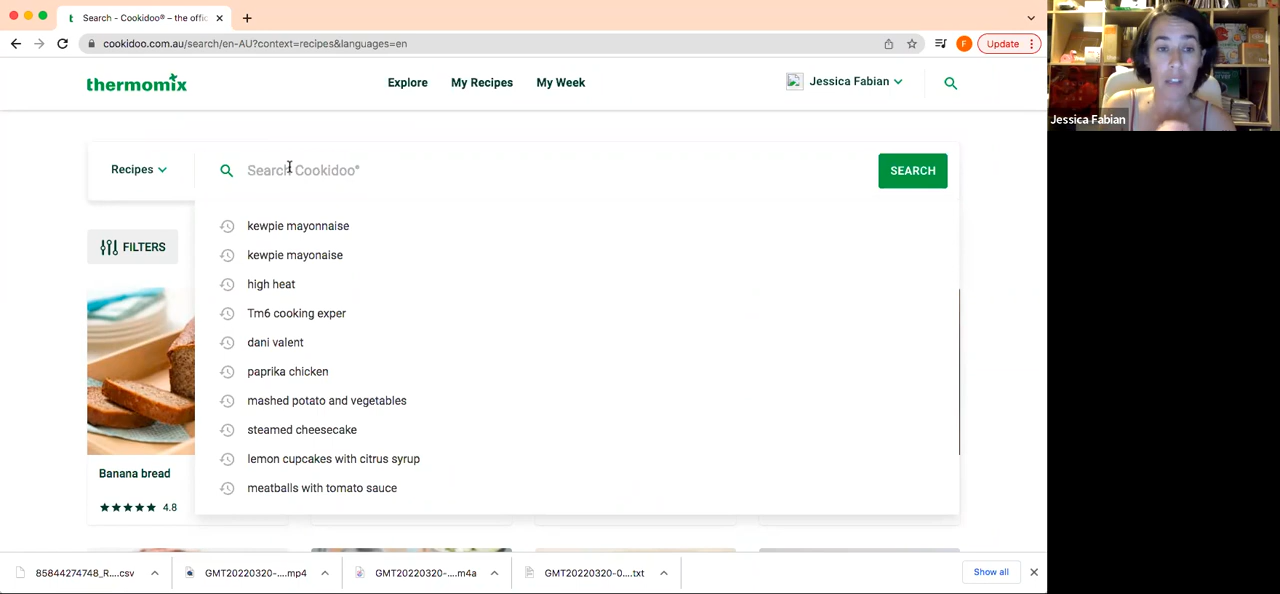 Search - Cookidoo® – the offic
cookidoo.com.au/search/en-AU?context=recipes&languages=en
F
Update
thermomix
Explore
My Recipes
My Week
Jessica Fabian
Jessica Fabian
Recipes
Search Cookidoo®
SEARCH
kewpie mayonnaise
kewpie mayonaise
FILTERS
high heat
Tm6 cooking exper
dani valent
paprika chicken
mashed potato and vegetables
steamed cheesecake
lemon cupcakes with citrus syrup
Banana bread
meatballs with tomato sauce
4.8
85844274748_R....csv
GMT20220320-....mp4
GMT20220320-....m4a
GMT20220320-0....txt
Show all